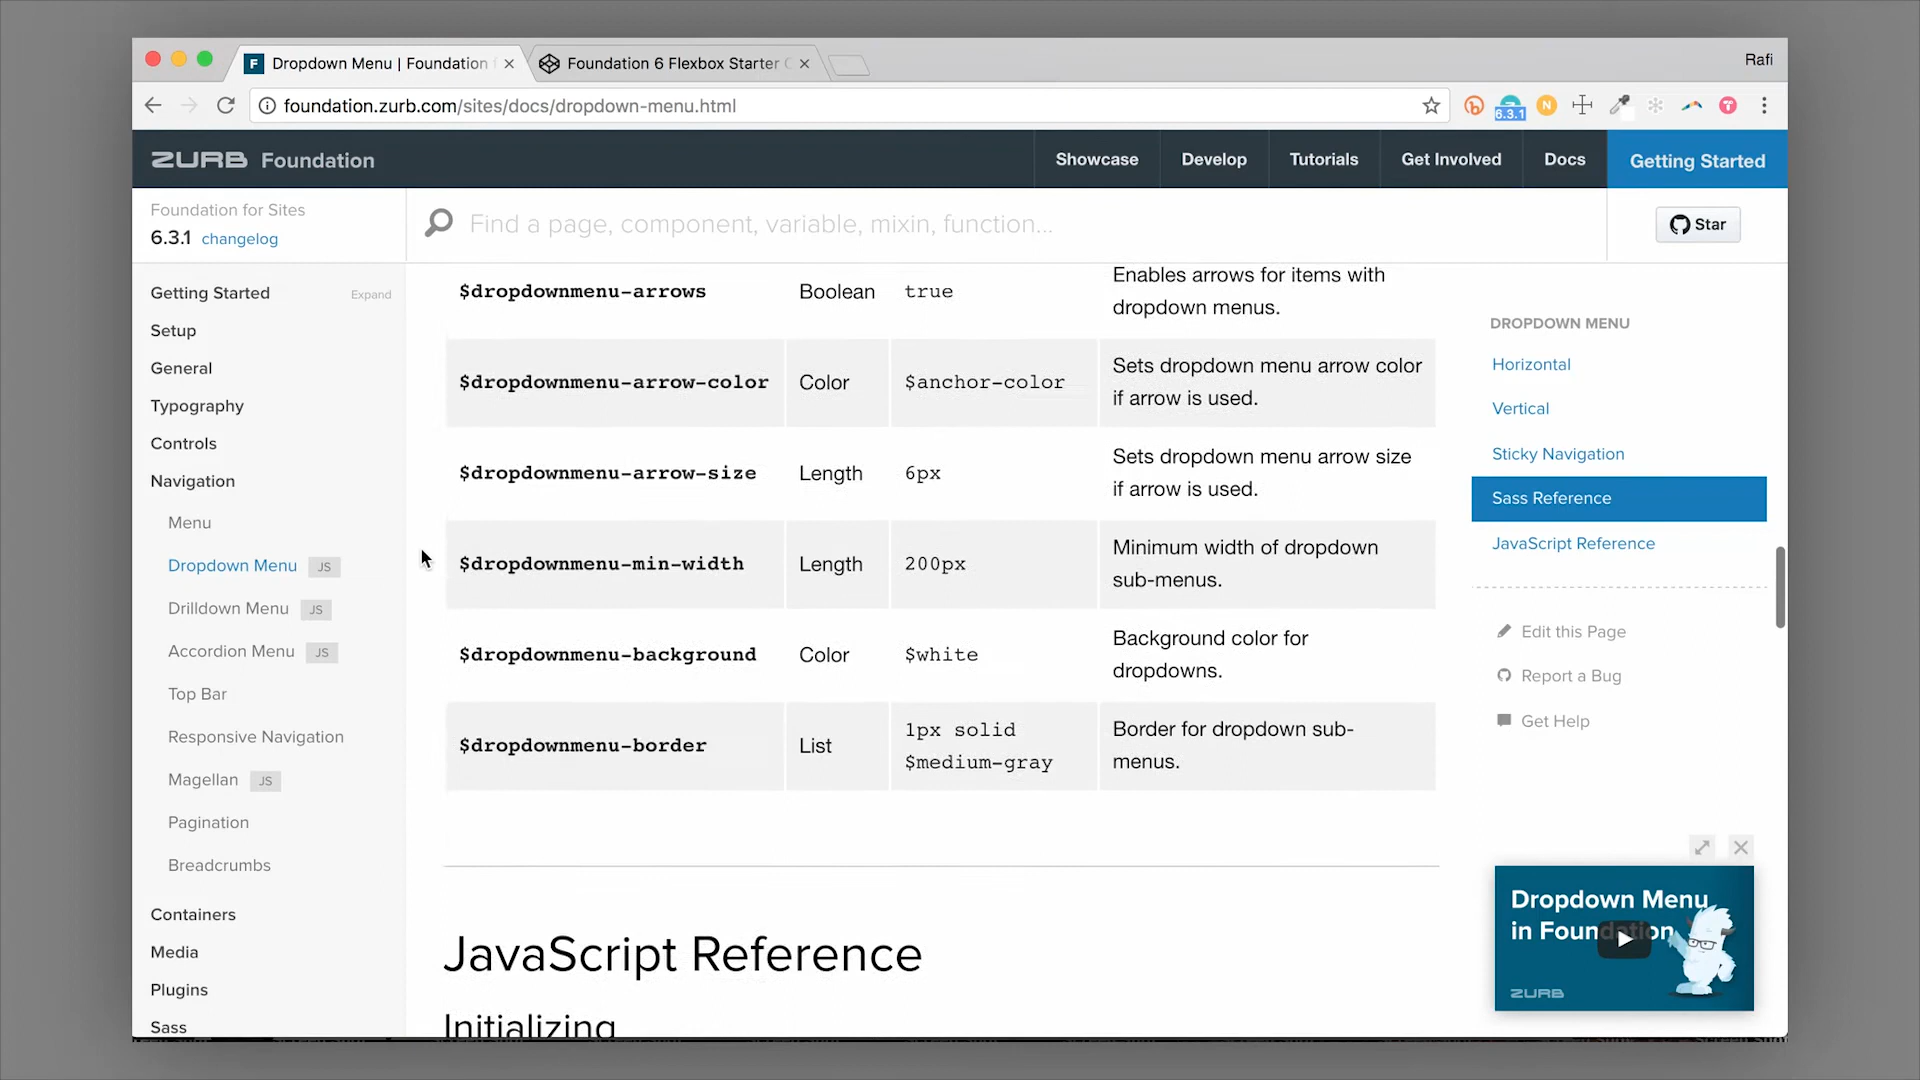 Dropdown Menu | Foundation f
Foundation 6 Flexbox Starter C
Rafi
foundation.zurb.com/sites/docs/dropdown-menu.html
6.3.1
N
T
ZURB Foundation
Showcase
Develop
Tutorials
Get Involved
Docs
Getting Started
Foundation for Sites
6.3.1 changelog
Find a page, component, variable, mixin, function...
Star
Getting Started
Expand
Setup
General
Typography
Controls
Navigation
Menu
Dropdown Menu JS
Drilldown Menu JS
Accordion Menu JS
Top Bar
Responsive Navigation
Magellan JS
Pagination
Breadcrumbs
Containers
Media
Plugins
Sass
$dropdownmenu-arrows
Boolean
true
Enables arrows for items with
dropdown menus.
$dropdownmenu-arrow-color
Color
$anchor-color
Sets dropdown menu arrow color
if arrow is used.
$dropdownmenu-arrow-size
Length
6px
Sets dropdown menu arrow size
if arrow is used.
$dropdownmenu-min-width
Length
200px
Minimum width of dropdown
sub-menus.
$dropdownmenu-background
Color
$white
Background color for
dropdowns.
$dropdownmenu-border
List
1px solid
$medium-gray
Border for dropdown sub-
menus.
JavaScript Reference
Initializing
DROPDOWN MENU
Horizontal
Vertical
Sticky Navigation
Sass Reference
JavaScript Reference
Edit this Page
Report a Bug
Get Help
Dropdown Menu
in Foundation
ZURB